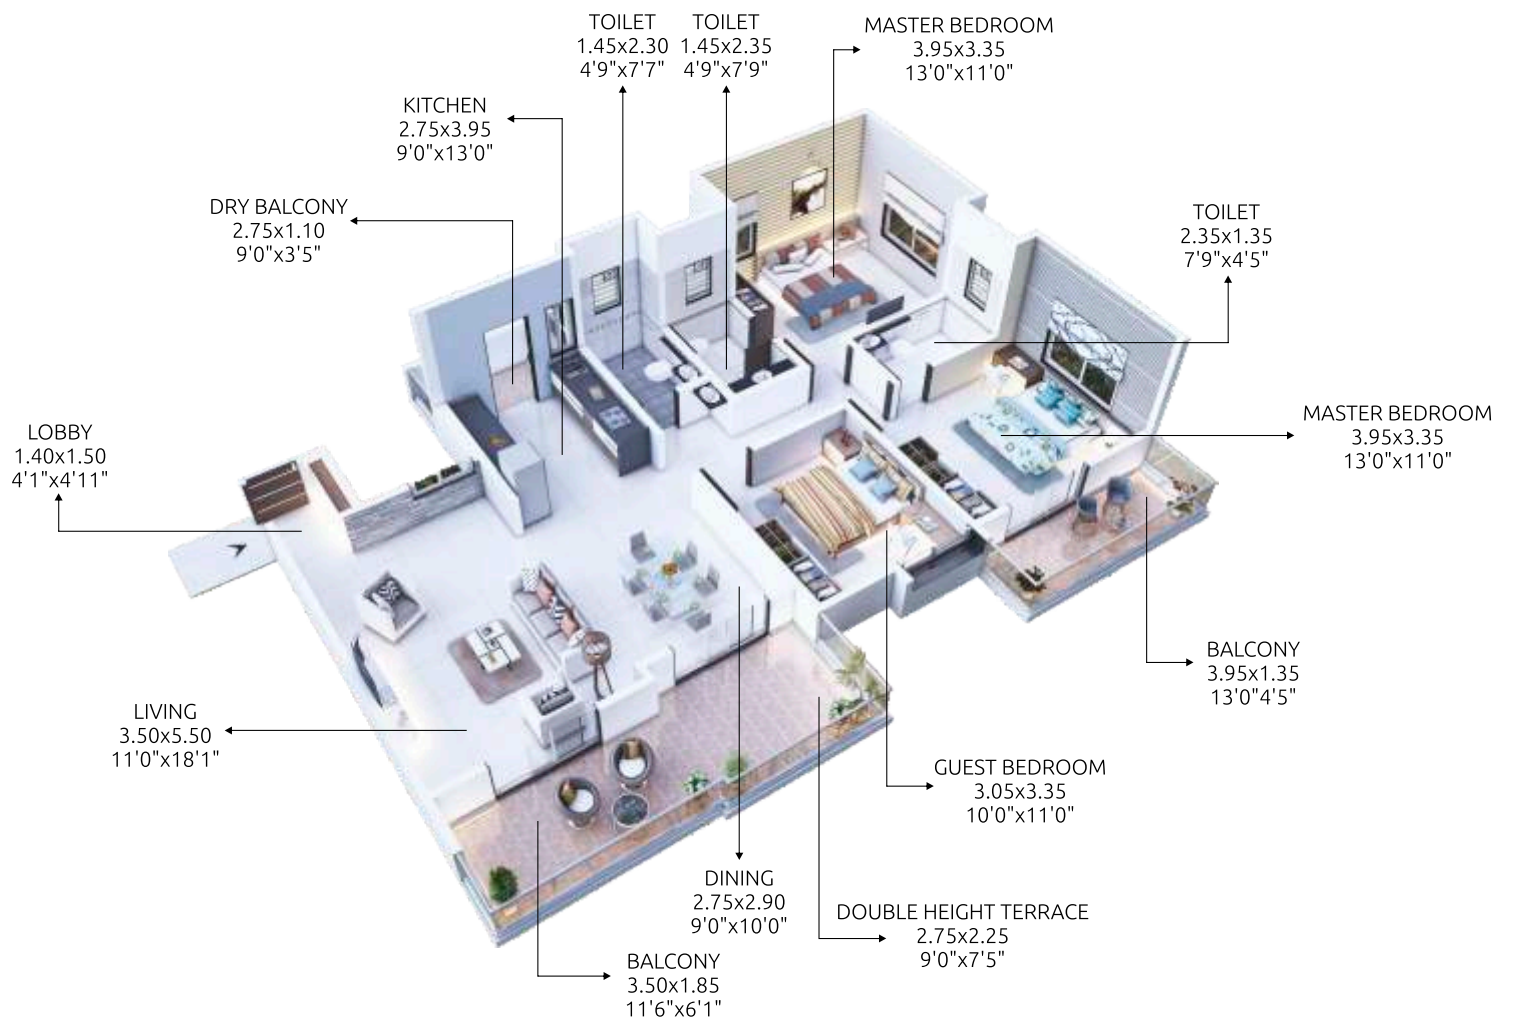 TOILET
1.45x2.30
4'9"x7'7"
TOILET
1.45x2.35
4'9"x7'9"
MASTER BEDROOM
3.95x3.35
13'0"x11'0"
KITCHEN
2.75x3.95
9'0"x13'0"
DRY BALCONY
2.75x1.10
9'0"x3'5"
TOILET
2.35x1.35
7'9"x4'5"
LOBBY
1.40x1.50
4'1"x4'11"
MASTER BEDROOM
3.95x3.35
13'0"x11'0"
BALCONY
3.95x1.35
13'0"4'5"
LIVING
3.50x5.50
11'0"x18'1"
GUEST BEDROOM
3.05x3.35
10'0"x11'0"
DINING
2.75x2.90
9'0"x10'0"
DOUBLE HEIGHT TERRACE
2.75x2.25
9'0"x7'5"
BALCONY
3.50x1.85
11'6"x6'1"